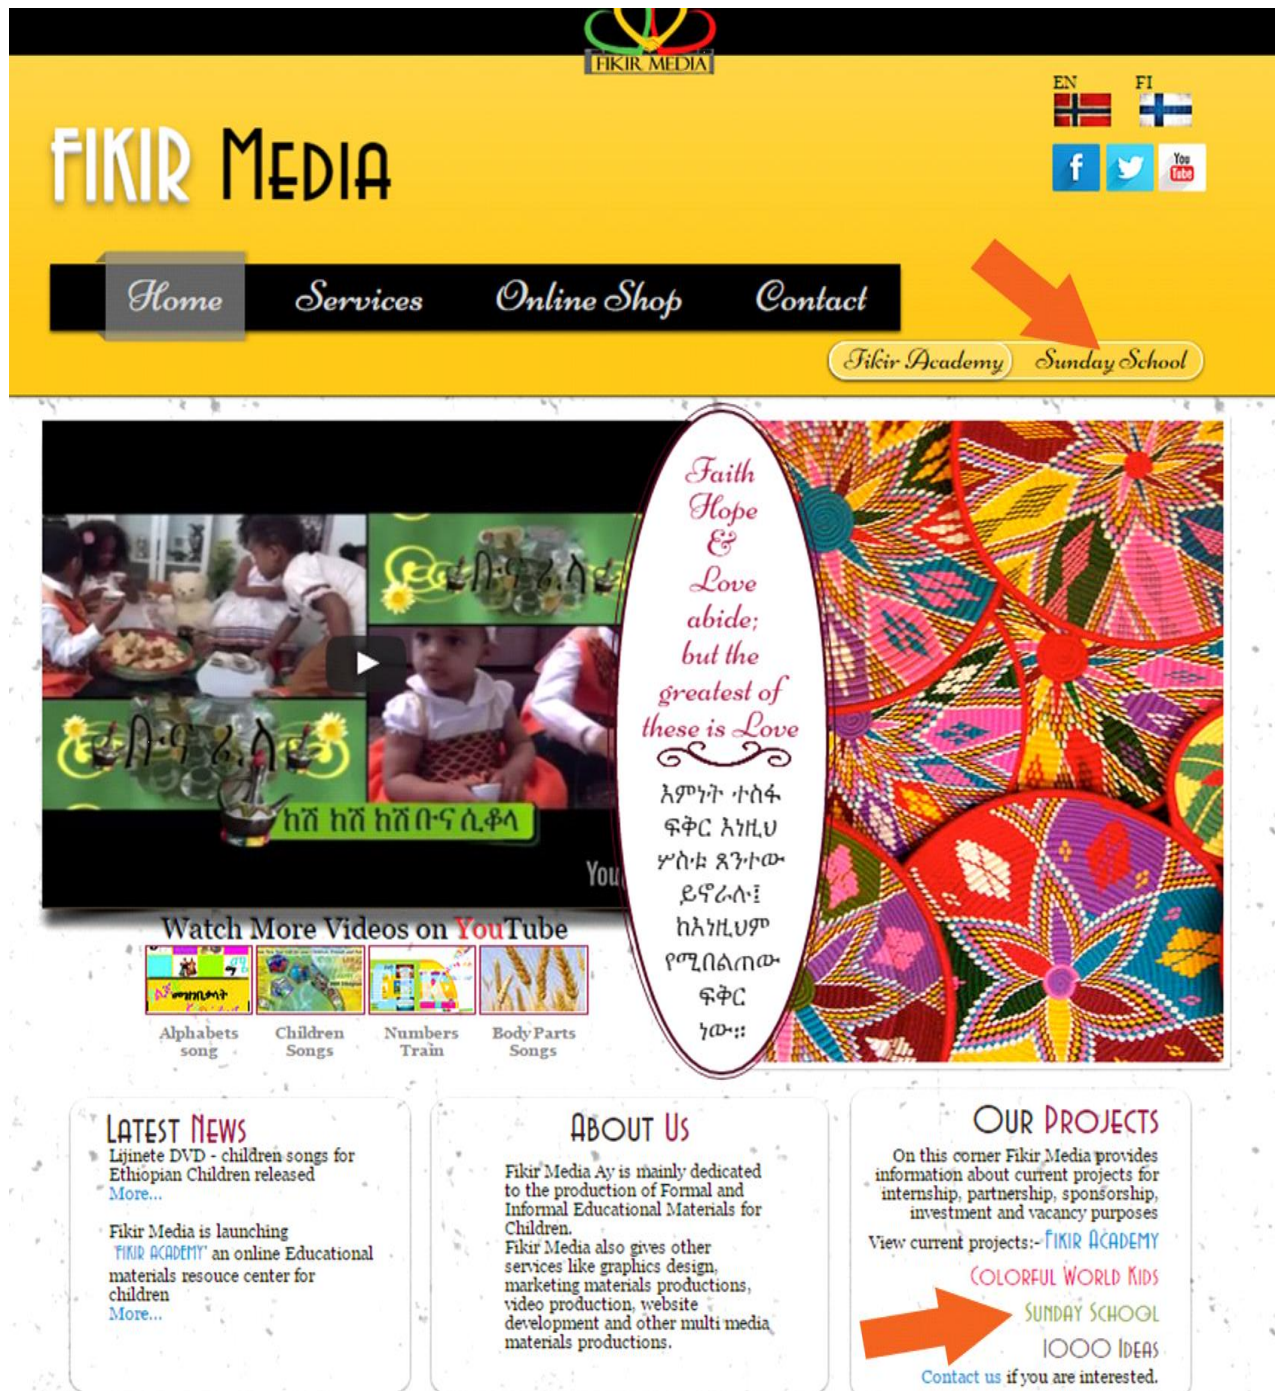 FIKIR MEDIA
EN FI
FIKIR MEDIA
f You Tube
Home Services Online Shop Contact
Fikir Academy Sunday School
Faith
Hope
&
Love
abide;
but the
greatest of
these is Love
እምነት ተስፋ
ፍቅር እነዚህ
ሦስቱ ጸንተው
ይኖራሉ፤
ከእነዚህም
የሚበልጠው
ፍቅር
ነው።
ቡና ፈላ
ቡና ፈላ
ከሽ ከሽ ከሽ ቡና ሲቆላ
You
Watch More Videos on YouTube
Alphabets song
Children Songs
Numbers Train
Body Parts Songs
LATEST NEWS
Lijinete DVD - children songs for
Ethiopian Children released
More...
Fikir Media is launching
'FIKIR ACADEMY' an online Educational
materials resouce center for
children
More...
ABOUT US
Fikir Media Ay is mainly dedicated
to the production of Formal and
Informal Educational Materials for
Children.
Fikir Media also gives other
services like graphics design,
marketing materials productions,
video production, website
development and other multi media
materials productions.
OUR PROJECTS
On this corner Fikir Media provides
information about current projects for
internship, partnership, sponsorship,
investment and vacancy purposes
View current projects:- FIKIR ACADEMY
COLORFUL WORLD KIDS
SUNDAY SCHOOL
1000 IDEAS
Contact us if you are interested.